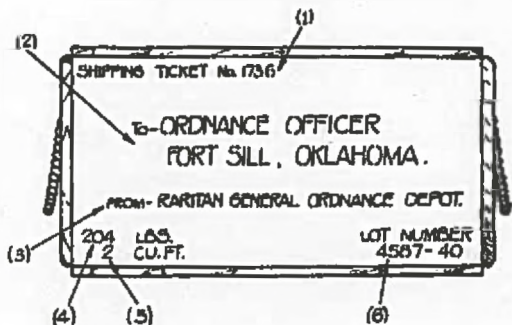 (1)
(2)
SHIPPING TICKET No. 1736
To-ORDNANCE OFFICER
FORT SILL, OKLAHOMA.
FROM- RARITAN GENERAL ORDNANCE DEPOT.
(3)
204 LBS.
2 CU.FT.
LOT NUMBER
4587-40
(4)
(5)
(6)